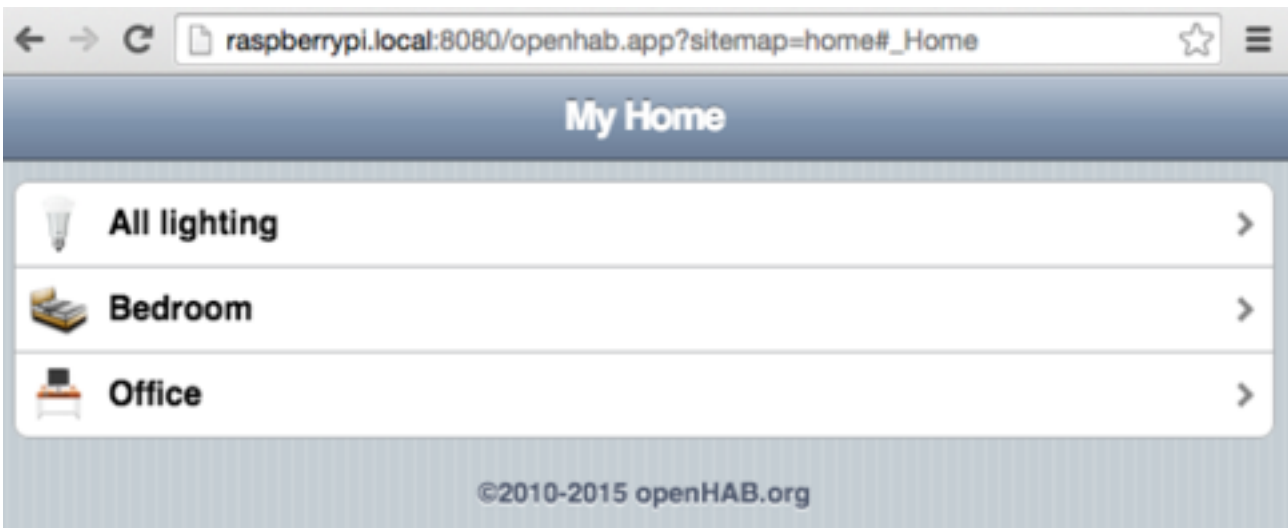 raspberrypi.local:8080/openhab.app?sitemap=home#_Home
My Home
All lighting
Bedroom
Office
©2010-2015 openHAB.org